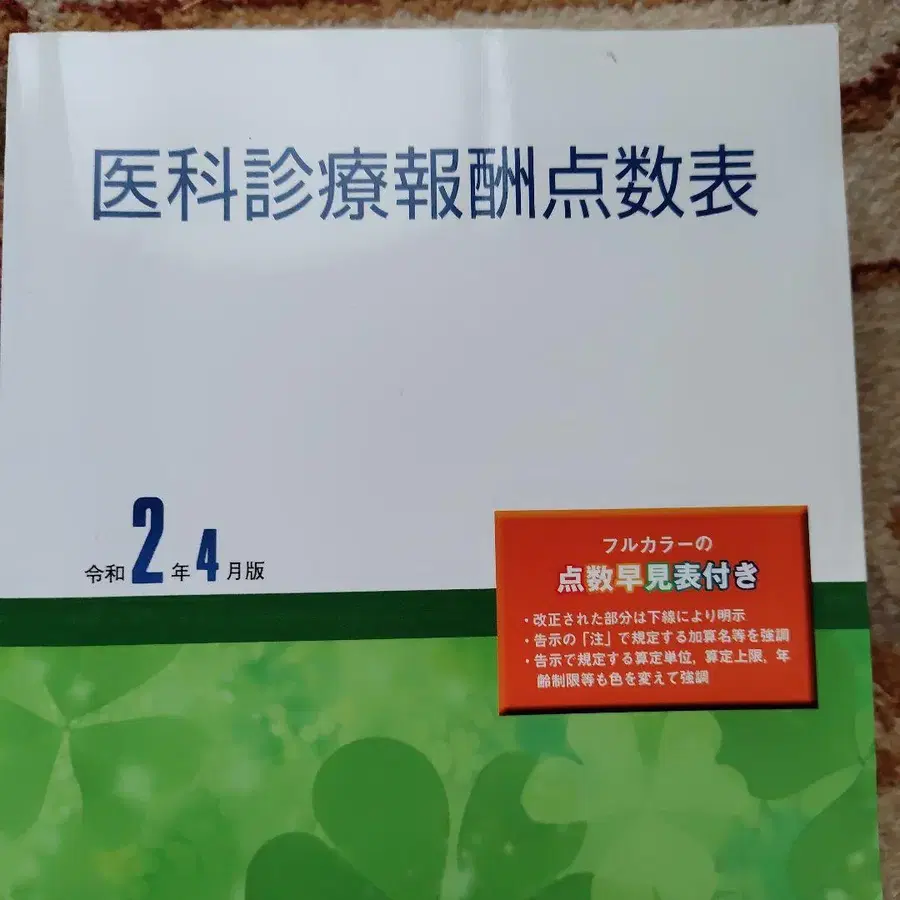 医科診療報酬点数表
令和2年4月版
フルカラーの
点数早見表付き
・改正された部分は下線により明示
・告示の「注」で規定する加算名等を強調
・告示で規定する算定単位，算定上限，年
齢制限等も色を変えて強調